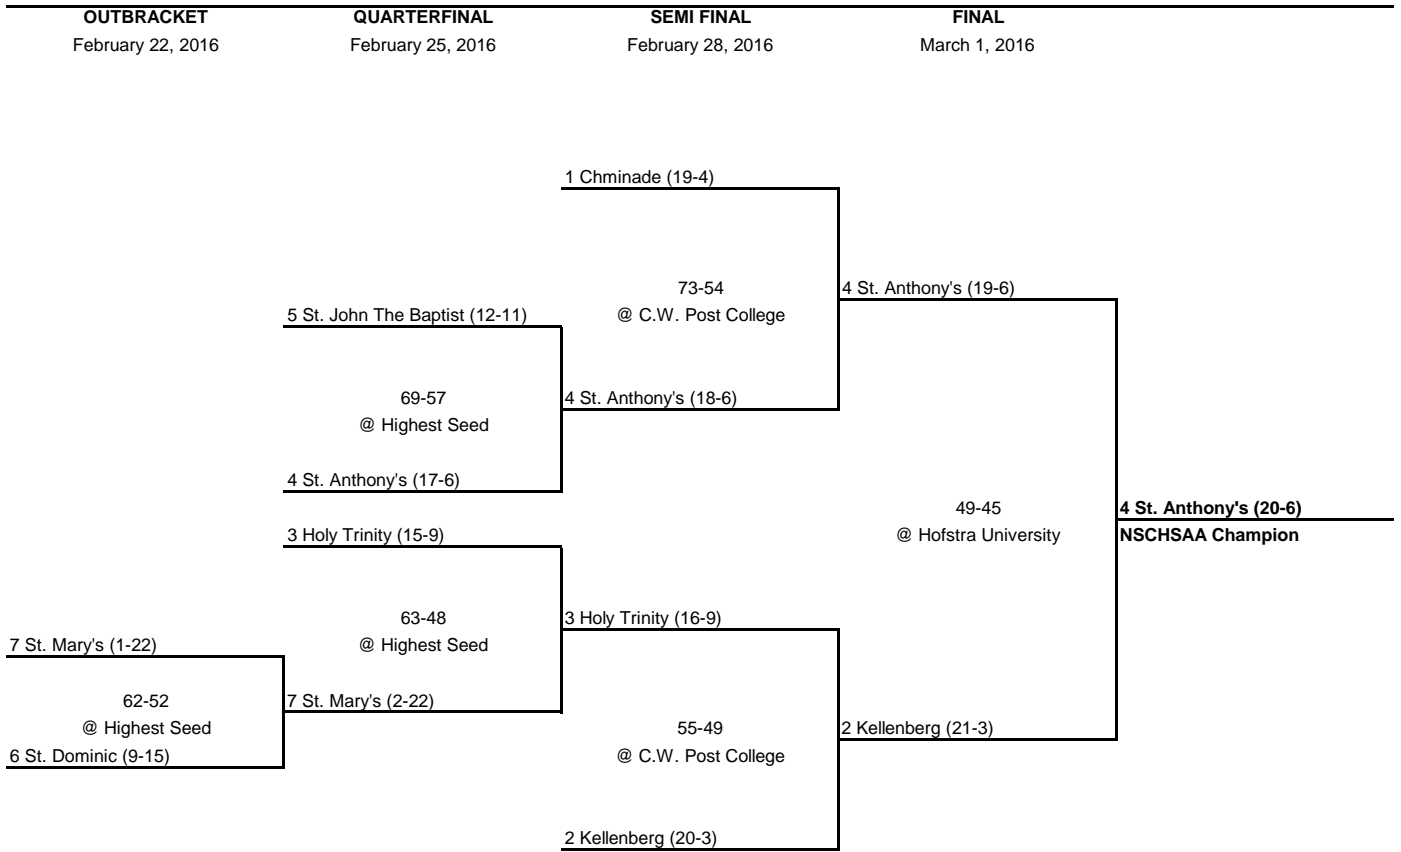 OUTBRACKET QUARTERFINAL SEMI FINAL FINAL
February 22, 2016 February 25, 2016 February 28, 2016 March 1, 2016
1 Chminade (19-4)
73-54 4 St. Anthony's (19-6)
5 St. John The Baptist (12-11) @ C.W. Post College
69-57 4 St. Anthony's (18-6)
@ Highest Seed
4 St. Anthony's (17-6)
49-45 4 St. Anthony's (20-6)
3 Holy Trinity (15-9) @ Hofstra University NSCHSAA Champion
63-48 3 Holy Trinity (16-9)
7 St. Mary's (1-22) @ Highest Seed
62-52 7 St. Mary's (2-22)
@ Highest Seed 55-49 2 Kellenberg (21-3)
6 St. Dominic (9-15) @ C.W. Post College
2 Kellenberg (20-3)